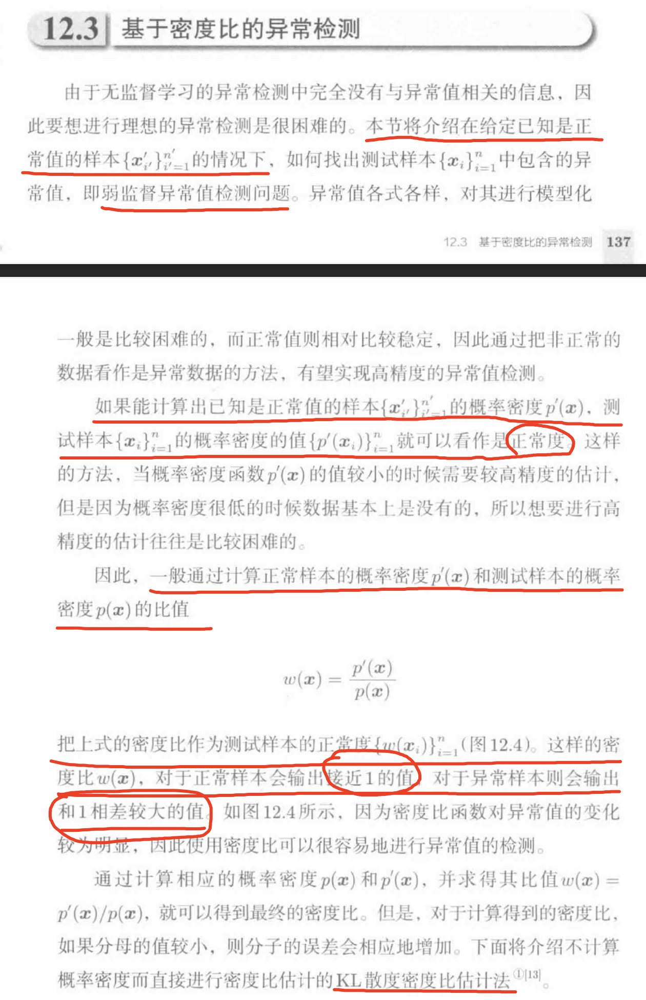 12.3 基于密度比的异常检测
由于无监督学习的异常检测中完全没有与异常值相关的信息，因
此要想进行理想的异常检测是很困难的。本节将介绍在给定已知是正
常值的样本{x′_{i′}}^{n′}_{i′=1}的情况下，如何找出测试样本{x_i}^n_{i=1}中包含的异
常值，即弱监督异常值检测问题。异常值各式各样，对其进行模型化
12.3 基于密度比的异常检测 137
一般是比较困难的，而正常值则相对比较稳定，因此通过把非正常的
数据看作是异常数据的方法，有望实现高精度的异常值检测。
如果能计算出已知是正常值的样本{x′_{i′}}^{n′}_{i′=1}的概率密度p′(x)，测
试样本{x_i}^n_{i=1}的概率密度的值{p′(x_i)}^n_{i=1}就可以看作是正常度。这样
的方法，当概率密度函数p′(x)的值较小的时候需要较高精度的估计，
但是因为概率密度很低的时候数据基本上是没有的，所以想要进行高
精度的估计往往是比较困难的。
因此，一般通过计算正常样本的概率密度p′(x)和测试样本的概率
密度p(x)的比值
w(x) = p′(x) / p(x)
把上式的密度比作为测试样本的正常度{w(x_i)}^n_{i=1}(图12.4)。这样的密
度比w(x)，对于正常样本会输出接近1的值，对于异常样本则会输出
和1相差较大的值。如图12.4所示，因为密度比函数对异常值的变化
较为明显，因此使用密度比可以很容易地进行异常值的检测。
通过计算相应的概率密度p(x)和p′(x)，并求得其比值w(x) =
p′(x)/p(x)，就可以得到最终的密度比。但是，对于计算得到的密度比，
如果分母的值较小，则分子的误差会相应地增加。下面将介绍不计算
概率密度而直接进行密度比估计的KL散度密度比估计法①[13]。